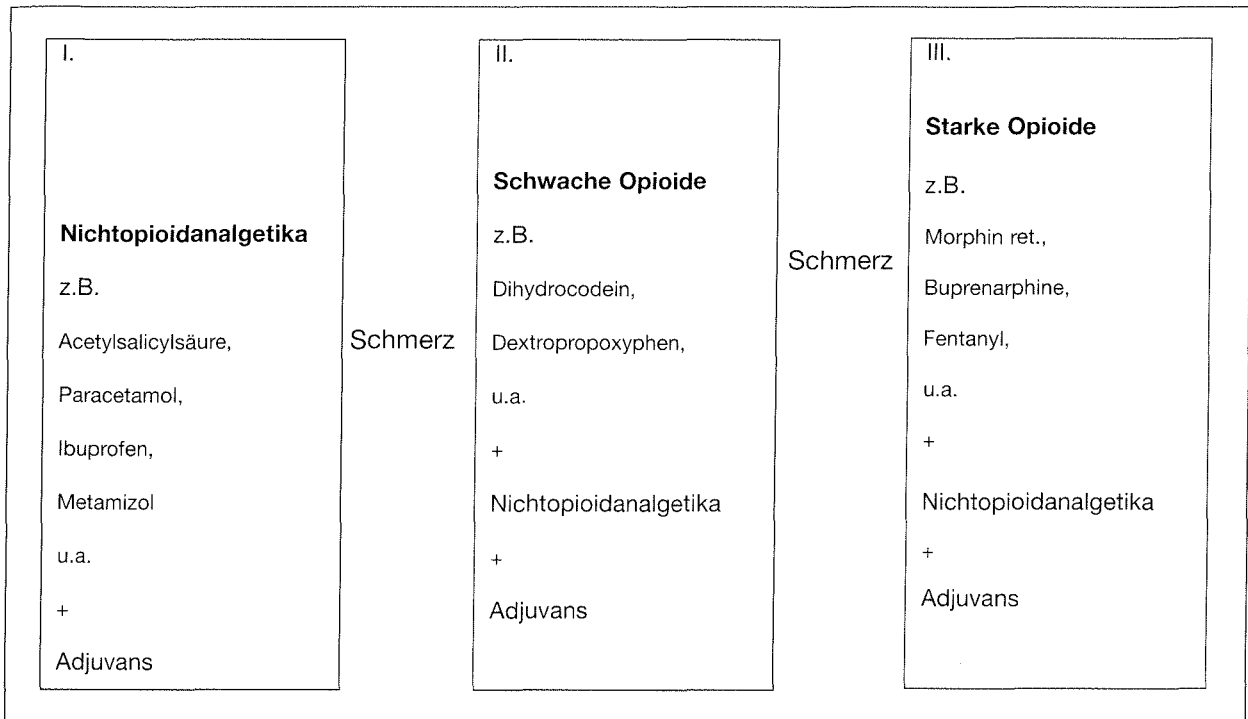 I.
Nichtopioidanalgetika
z.B.
Acetylsalicylsäure,
Paracetamol,
Ibuprofen,
Metamizol
u.a.
+
Adjuvans
Schmerz
II.
Schwache Opioide
z.B.
Dihydrocodein,
Dextropropoxyphen,
u.a.
+
Nichtopioidanalgetika
+
Adjuvans
Schmerz
III.
Starke Opioide
z.B.
Morphin ret.,
Buprenarphine,
Fentanyl,
u.a.
+
Nichtopioidanalgetika
+
Adjuvans